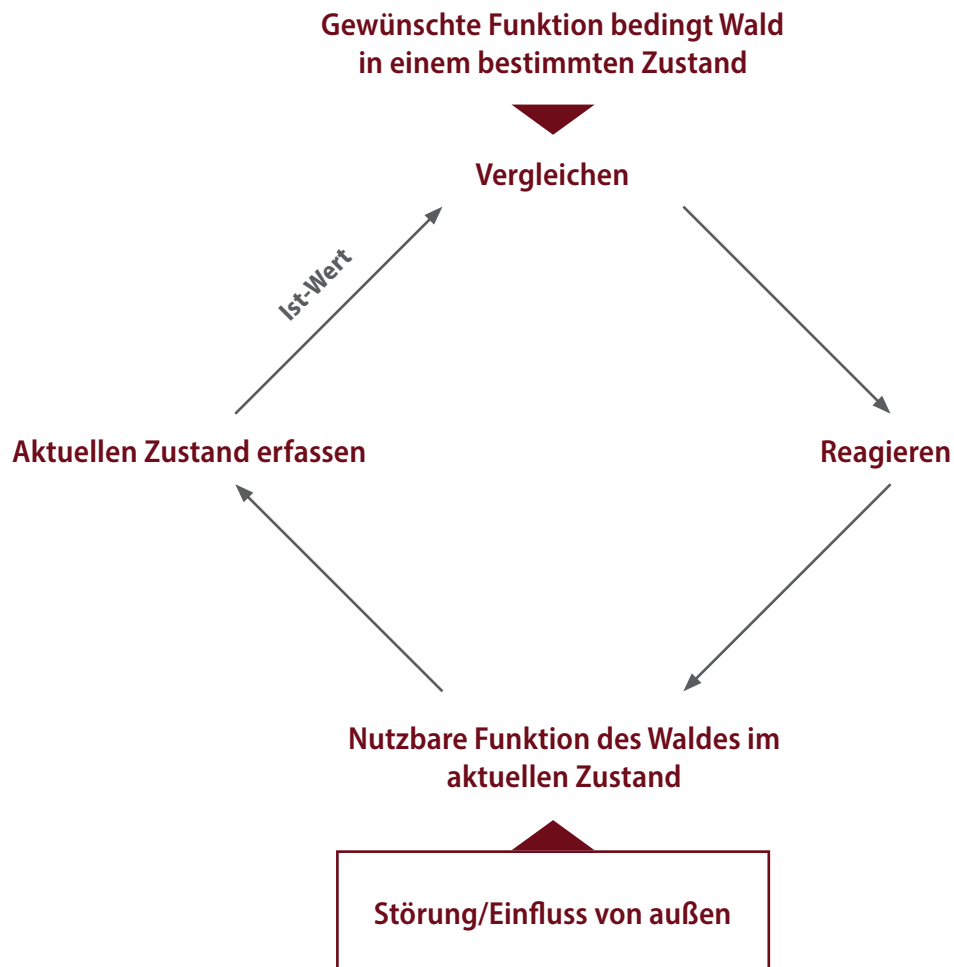 Gewünschte Funktion bedingt Wald
in einem bestimmten Zustand
Vergleichen
Ist-Wert
Aktuellen Zustand erfassen
Reagieren
Nutzbare Funktion des Waldes im
aktuellen Zustand
Störung/Einfluss von außen